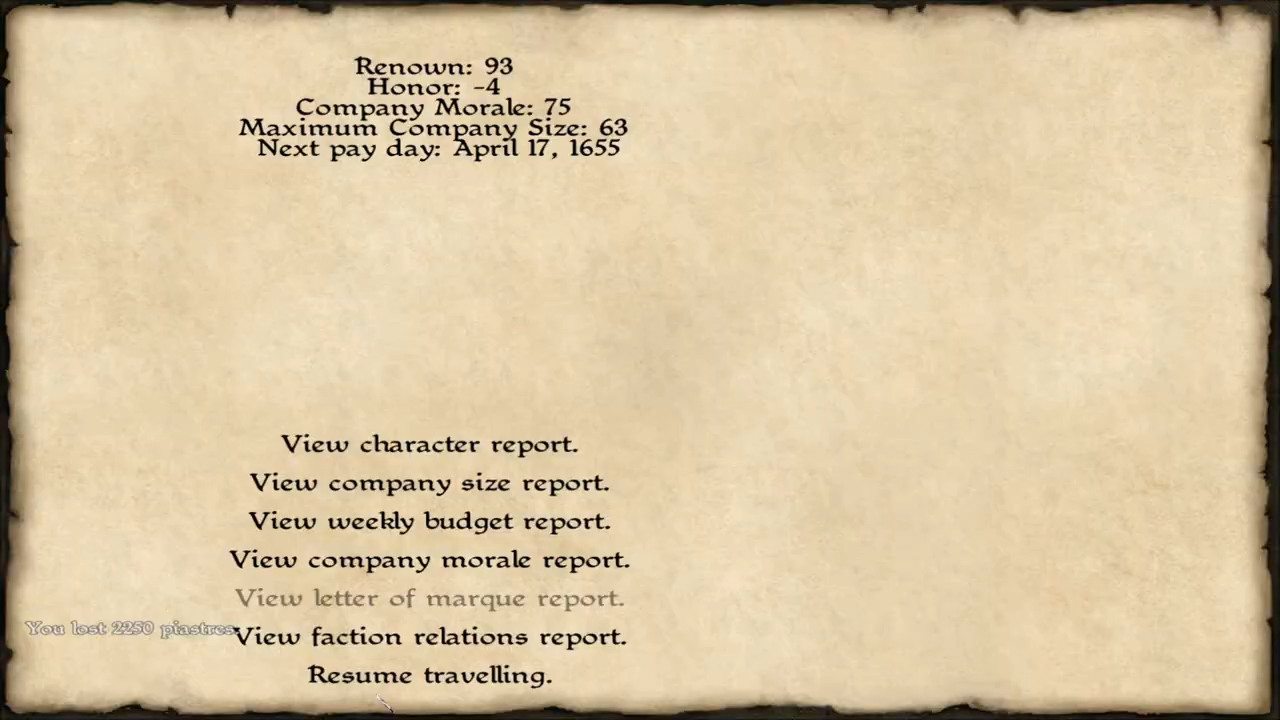 Renown: 93
Honor: -4
Company Morale: 75
Maximum Company Size: 63
Next pay day: April 17, 1655
View character report.
View company size report.
View weekly budget report.
View company morale report.
View letter of marque report.
You lost 2250 piastres.
View faction relations report.
Resume travelling.